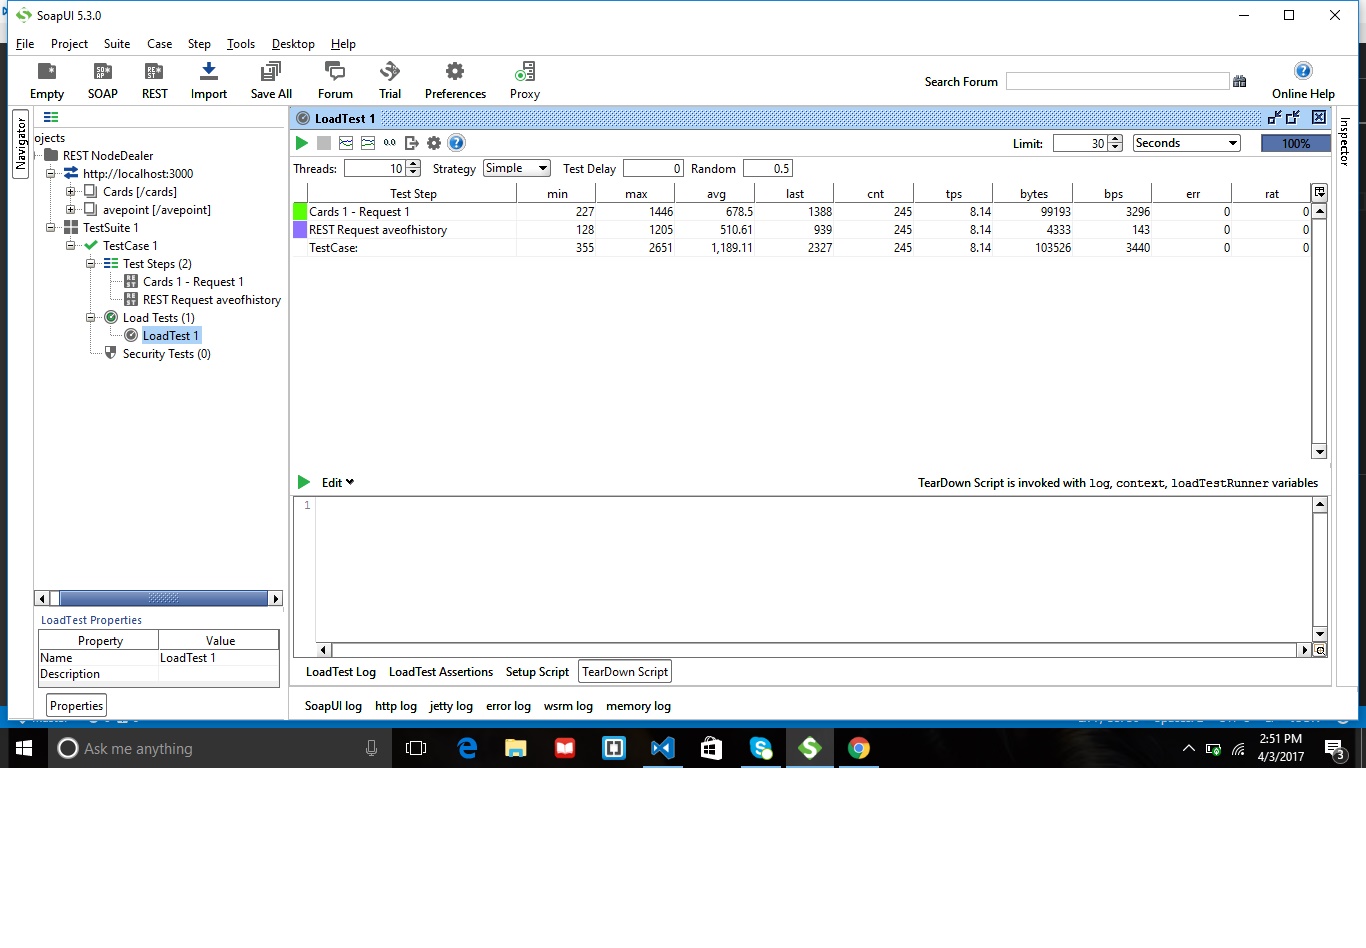 SoapUI 5.3.0
File Project Suite Case Step Tools Desktop Help
Empty SOAP REST Import Save All Forum Trial Preferences Proxy Search Forum Online Help
Navigator
ojects
REST NodeDealer
http://localhost:3000
Cards [/cards]
avepoint [/avepoint]
TestSuite 1
TestCase 1
Test Steps (2)
Cards 1 - Request 1
REST Request aveofhistory
Load Tests (1)
LoadTest 1
Security Tests (0)
LoadTest Properties
Property Value
Name LoadTest 1
Description
Properties
LoadTest 1
0.0 Limit: 30 Seconds 100%
Threads: 10 Strategy Simple Test Delay 0 Random 0.5
Test Step min max avg last cnt tps bytes bps err rat
Cards 1 - Request 1 227 1446 678.5 1388 245 8.14 99193 3296 0 0
REST Request aveofhistory 128 1205 510.61 939 245 8.14 4333 143 0 0
TestCase: 355 2651 1,189.11 2327 245 8.14 103526 3440 0 0
Edit TearDown Script is invoked with log, context, loadTestRunner variables
1
LoadTest Log LoadTest Assertions Setup Script TearDown Script
SoapUI log http log jetty log error log wsrm log memory log
Inspector
Ask me anything
2:51 PM
4/3/2017
3